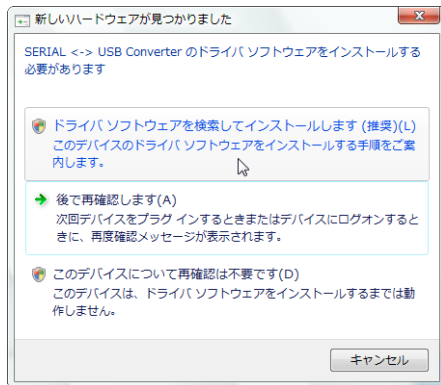 新しいハードウェアが見つかりました
SERIAL <-> USB Converter のドライバ ソフトウェアをインストールする
必要があります
ドライバ ソフトウェアを検索してインストールします (推奨)(L)
このデバイスのドライバ ソフトウェアをインストールする手順をご案
内します。
後で再確認します(A)
次回デバイスをプラグ インするときまたはデバイスにログオンすると
きに、再度確認メッセージが表示されます。
このデバイスについて再確認は不要です(D)
このデバイスは、ドライバ ソフトウェアをインストールするまでは動
作しません。
キャンセル